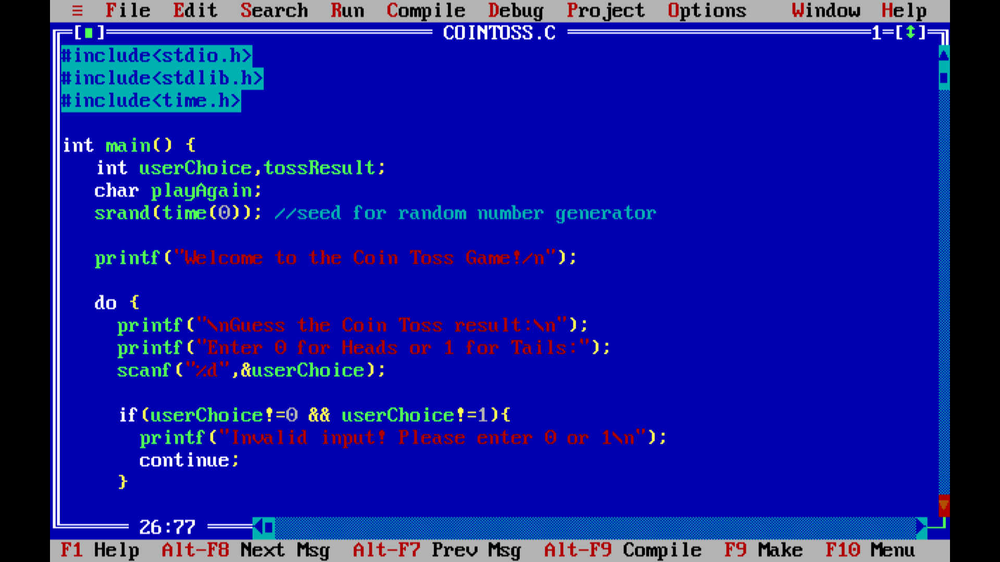 ≡ File Edit Search Run Compile Debug Project Options Window Help
[■] COINTOSS.C 1=[↕]
#include<stdio.h>
#include<stdlib.h>
#include<time.h>
int main() {
int userChoice,tossResult;
char playAgain;
srand(time(0)); //seed for random number generator
printf("Welcome to the Coin Toss Game!/n");
do {
printf("\nGuess the Coin Toss result:\n");
printf("Enter 0 for Heads or 1 for Tails:");
scanf("%d",&userChoice);
if(userChoice!=0 && userChoice!=1){
printf("Invalid input! Please enter 0 or 1\n");
continue;
}
26:77
F1 Help Alt-F8 Next Msg Alt-F7 Prev Msg Alt-F9 Compile F9 Make F10 Menu